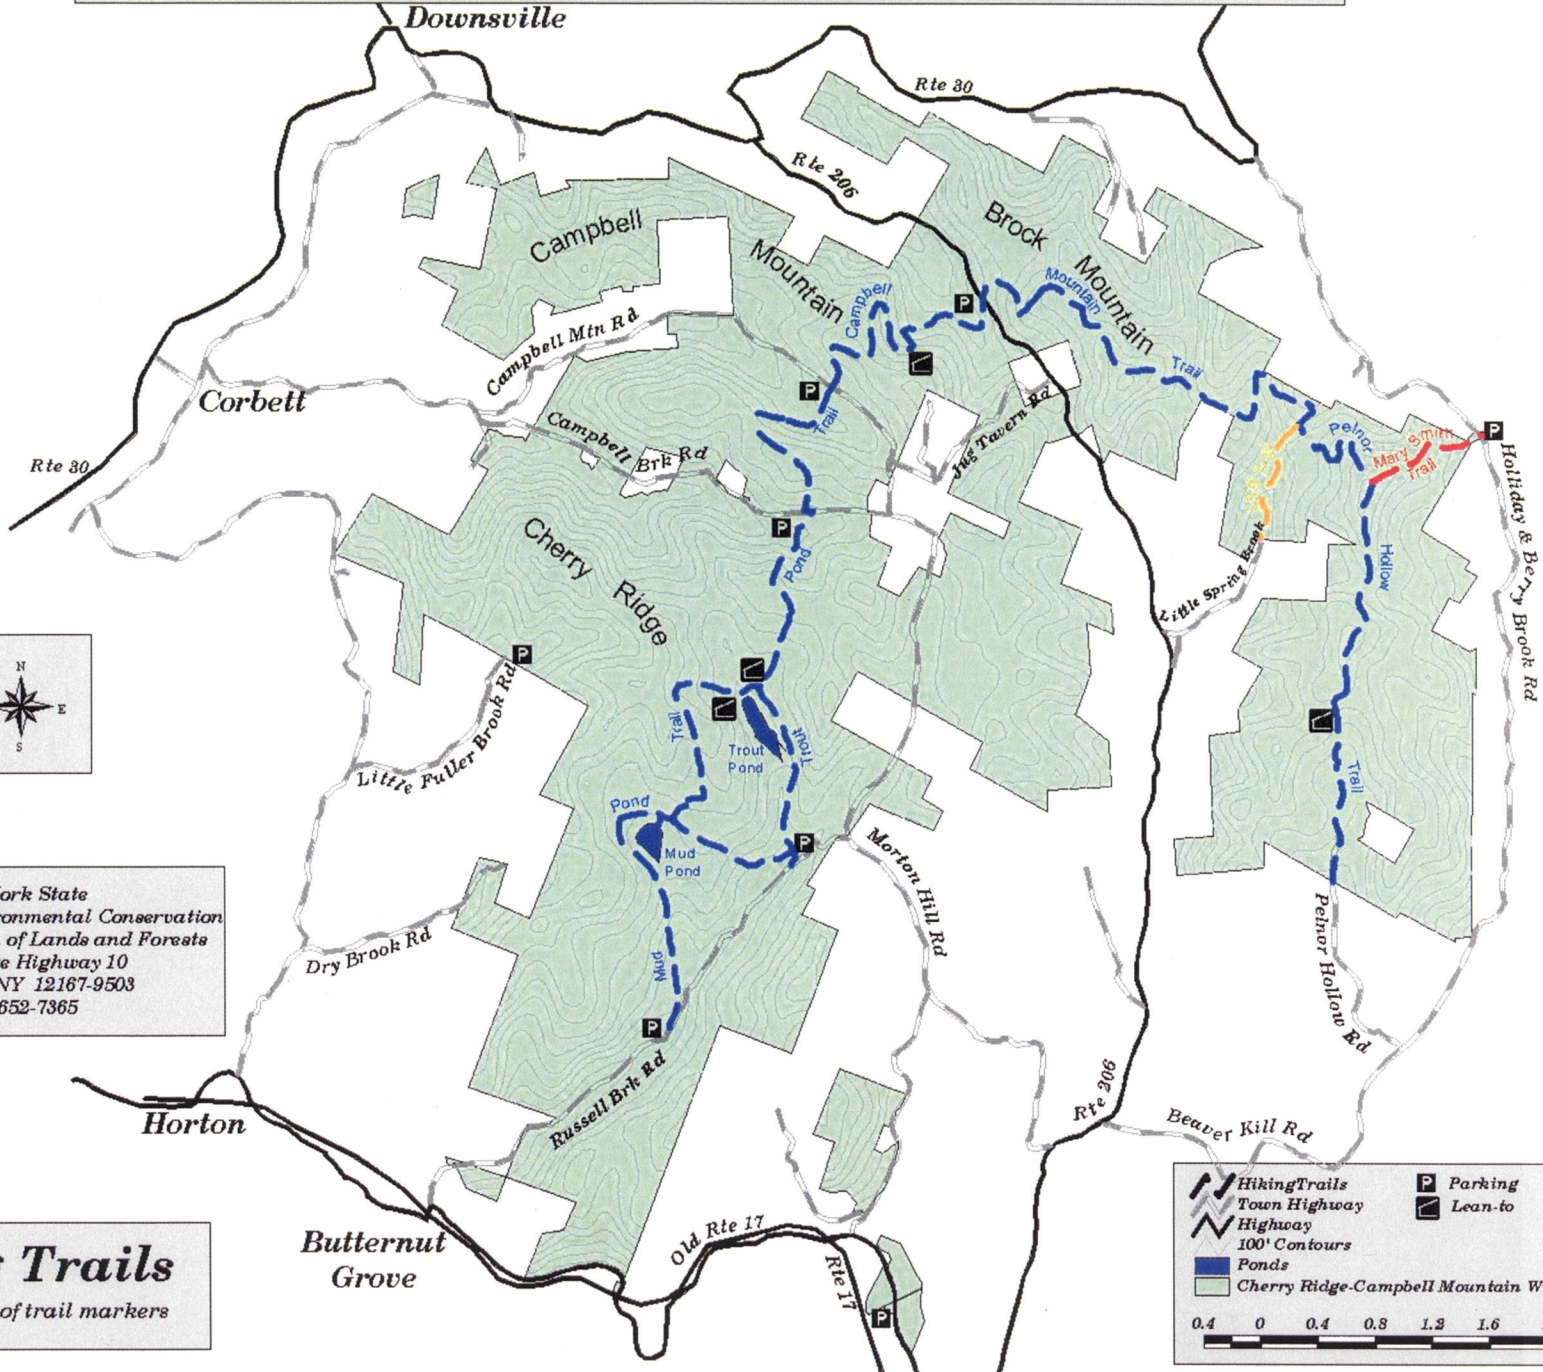 Downsville
Rte 30
Rte 206
Campbell
Mountain
Brock
Mountain
Mountain
Trail
Campbell
Trail
Campbell Mtn Rd
Corbett
Campbell Brk Rd
Jug Tavern Rd
Rte 30
Pelnor
Mary Smith
Trail
Hollow
Trail
Holliday & Berry Brook Rd
Little Spring Brook
Cherry Ridge
Pond
Trail
Trout
Trout
Pond
Pond
Mud
Pond
Mud
N
E
S
Little Fuller Brook Rd
Morton Hill Rd
Dry Brook Rd
Pelnor Hollow Rd
ork State
ronmental Conservation
of Lands and Forests
e Highway 10
NY 12167-9503
652-7365
Horton
Russell Brk Rd
Rte 206
Beaver Kill Rd
Butternut
Grove
Old Rte 17
Rte 17
Trails
of trail markers
P
P
P
P
P
P
P
P
HikingTrails
Town Highway
Highway
100' Contours
Ponds
Cherry Ridge-Campbell Mountain W
P Parking
Lean-to
0.4 0 0.4 0.8 1.2 1.6